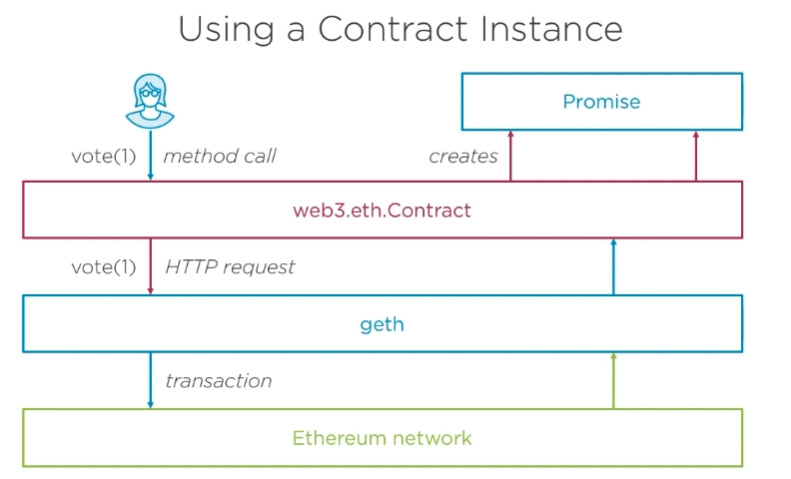 Using a Contract Instance
Promise
vote(1) method call creates
web3.eth.Contract
vote(1) HTTP request
geth
transaction
Ethereum network